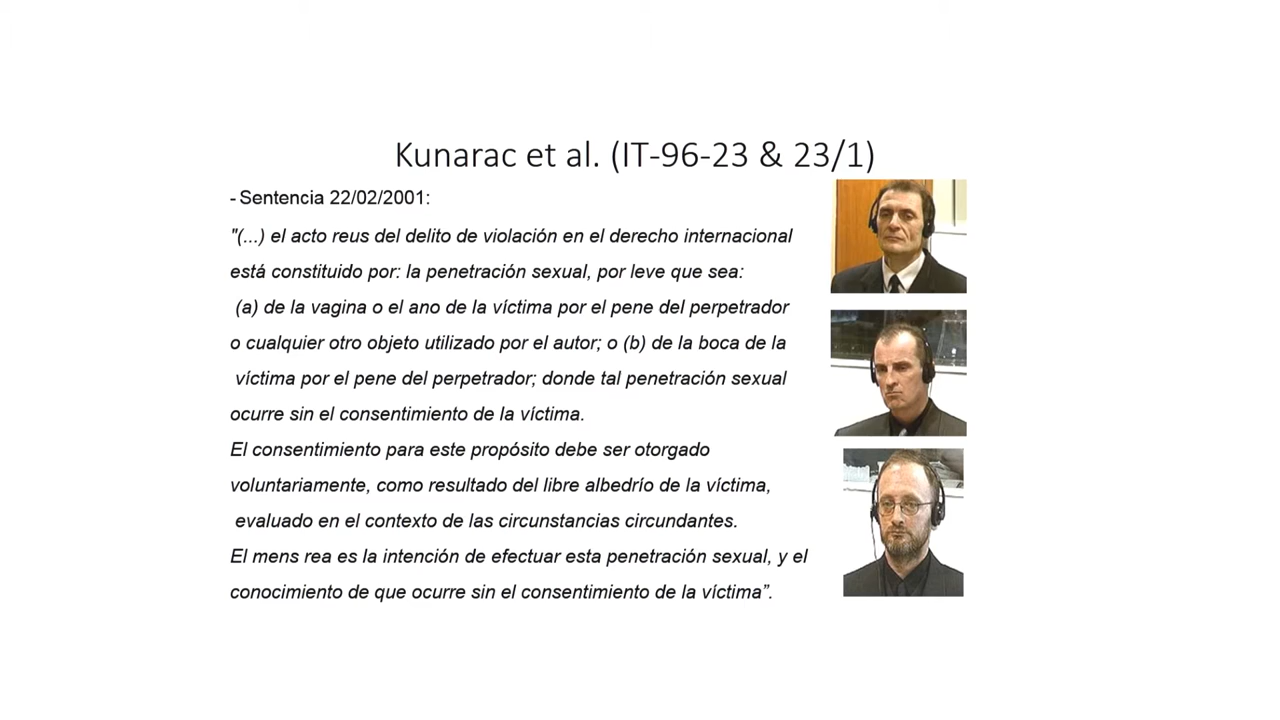 Kunarac et al. (IT-96-23 & 23/1)
- Sentencia 22/02/2001:
"(...) el acto reus del delito de violación en el derecho internacional
está constituido por: la penetración sexual, por leve que sea:
(a) de la vagina o el ano de la víctima por el pene del perpetrador
o cualquier otro objeto utilizado por el autor; o (b) de la boca de la
víctima por el pene del perpetrador; donde tal penetración sexual
ocurre sin el consentimiento de la víctima.
El consentimiento para este propósito debe ser otorgado
voluntariamente, como resultado del libre albedrío de la víctima,
evaluado en el contexto de las circunstancias circundantes.
El mens rea es la intención de efectuar esta penetración sexual, y el
conocimiento de que ocurre sin el consentimiento de la víctima”.